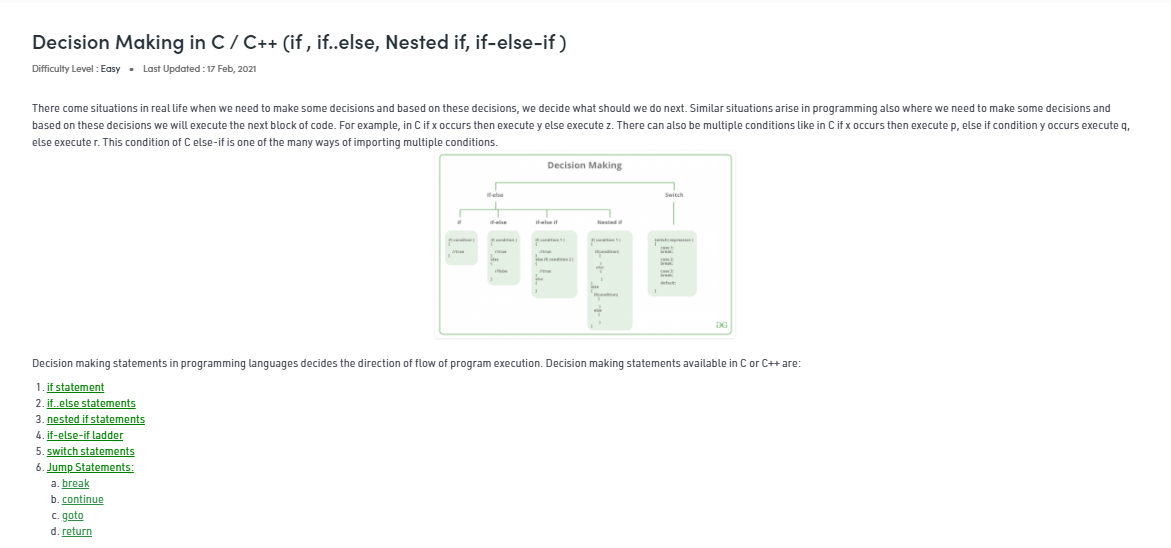 Decision Making in C / C++ (if , if..else, Nested if, if-else-if )
Difficulty Level : Easy ● Last Updated : 17 Feb, 2021
There come situations in real life when we need to make some decisions and based on these decisions, we decide what should we do next. Similar situations arise in programming also where we need to make some decisions and
based on these decisions we will execute the next block of code. For example, in C if x occurs then execute y else execute z. There can also be multiple conditions like in C if x occurs then execute p, else if condition y occurs execute q,
else execute r. This condition of C else-if is one of the many ways of importing multiple conditions.
Decision Making
if-else Switch
if if-else if-else if Nested if
Decision making statements in programming languages decides the direction of flow of program execution. Decision making statements available in C or C++ are:
1. if statement
2. if..else statements
3. nested if statements
4. if-else-if ladder
5. switch statements
6. Jump Statements:
a. break
b. continue
c. goto
d. return